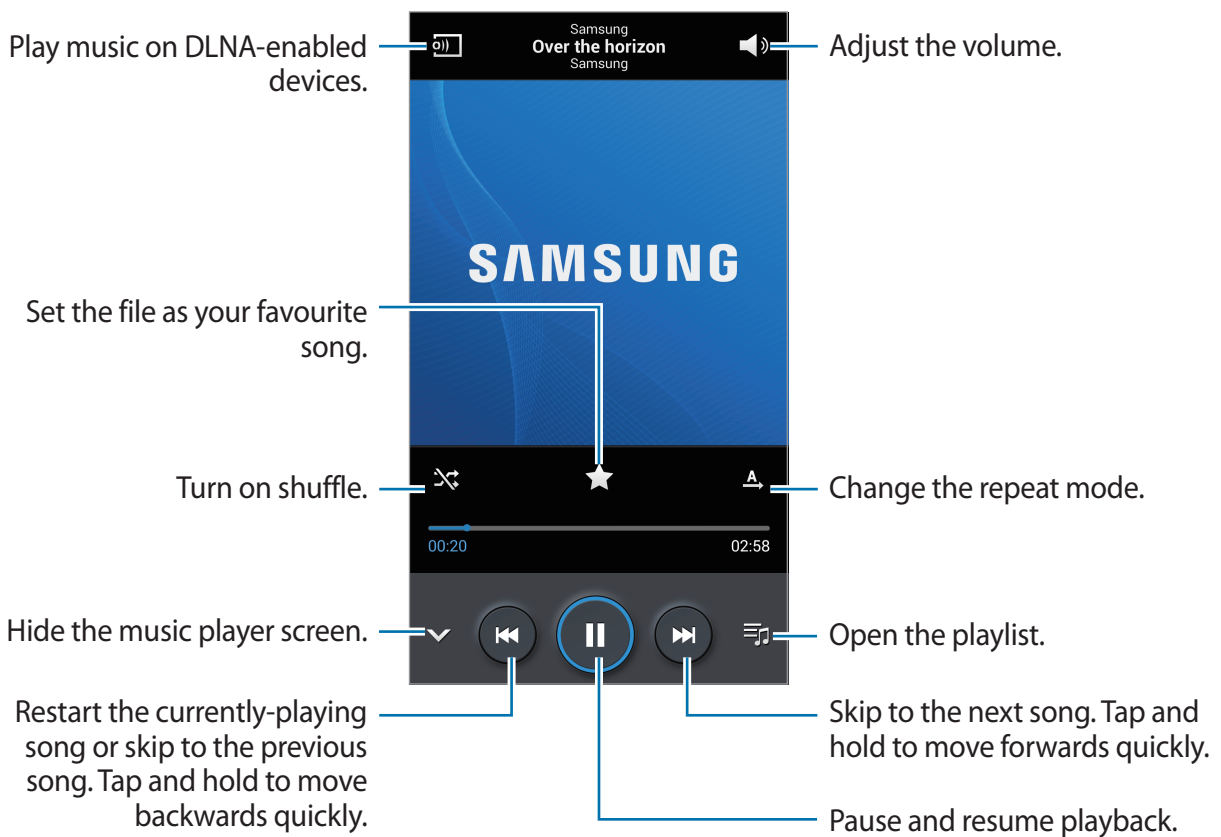 Play music on DLNA-enabled
devices.
Samsung
Over the horizon
Samsung
Adjust the volume.
SAMSUNG
Set the file as your favourite
song.
Turn on shuffle.
A
Change the repeat mode.
00:20
02:58
Hide the music player screen.
Open the playlist.
Restart the currently-playing
song or skip to the previous
song. Tap and hold to move
backwards quickly.
Skip to the next song. Tap and
hold to move forwards quickly.
Pause and resume playback.